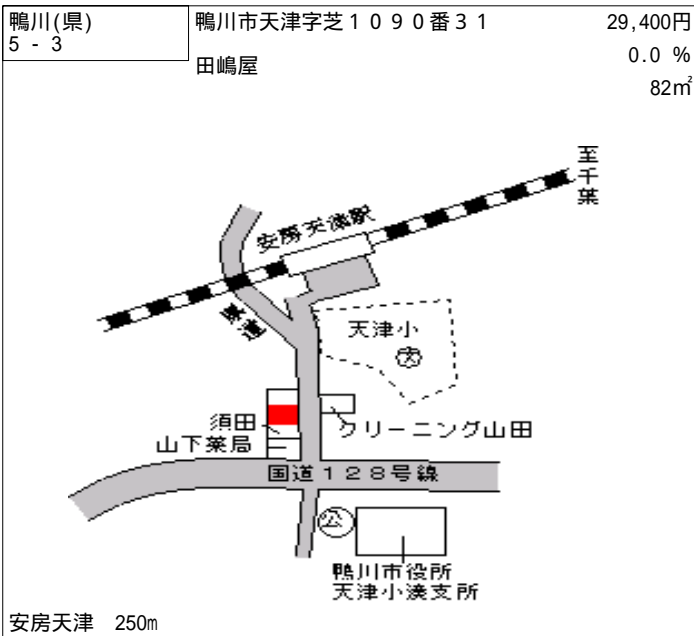 鴨川(県)
5 - 3
鴨川市天津字芝１０９０番３１
田嶋屋
29,400円
0.0 %
82㎡
至千葉
安房天津駅
県道
天津小
文
須田
山下薬局
クリーニング山田
国道１２８号線
公
鴨川市役所
天津小湊支所
安房天津 250m